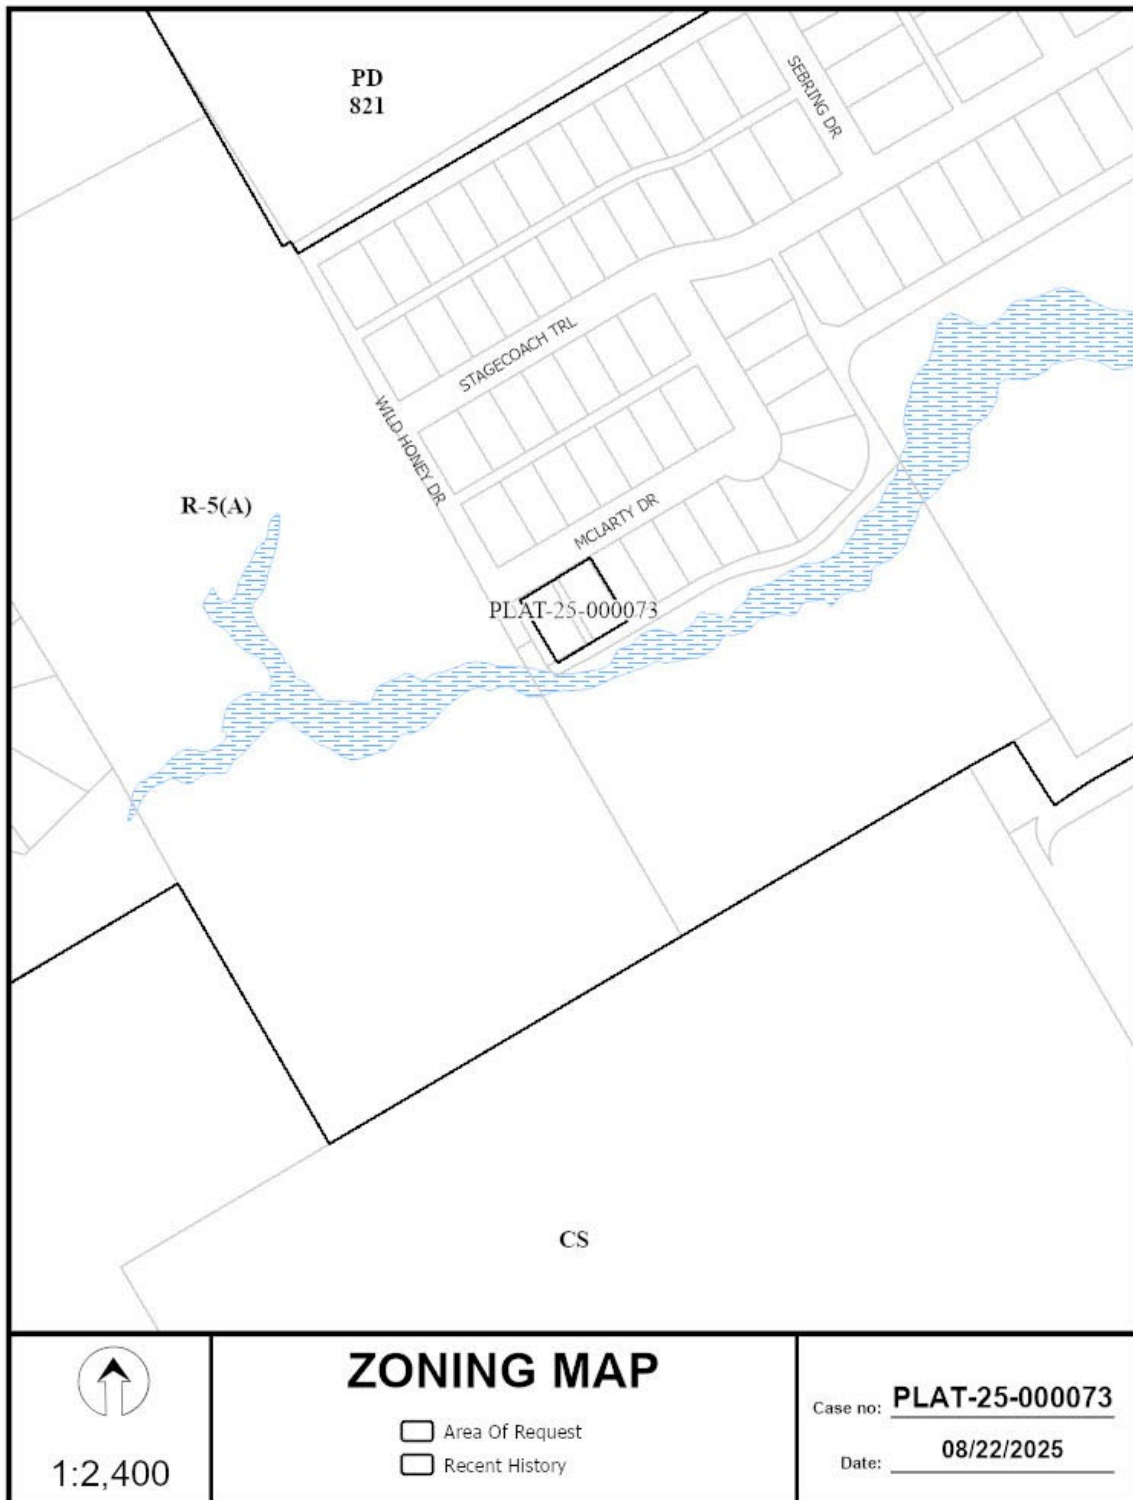 PD
821
SEBRING DR
STAGECOACH TRL
WILD HONEY DR
R-5(A)
MCLARTY DR
PLAT-25-000073
CS
1:2,400
ZONING MAP
Area Of Request
Recent History
Case no: PLAT-25-000073
Date: 08/22/2025